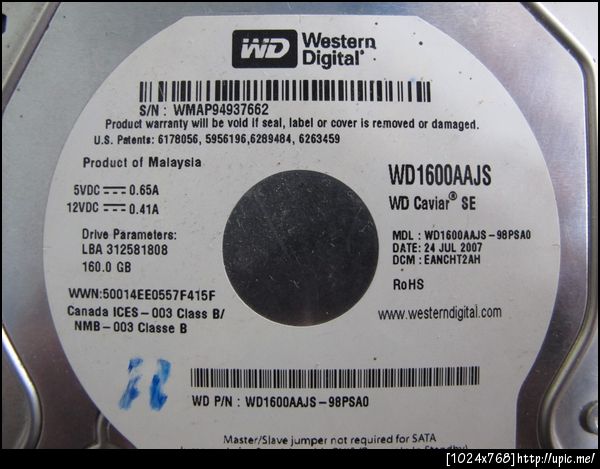 WD Western Digital®
S/N : WMAP94937662
Product warranty will be void if seal, label or cover is removed or damaged.
U.S. Patents: 6178056, 5956196,6289484, 6263459
Product of Malaysia
5VDC 0.65A
12VDC 0.41A
Drive Parameters:
LBA 312581808
160.0 GB
WWN:50014EE0557F415F
Canada ICES-003 Class B/
NMB-003 Classe B
WD1600AAJS
WD Caviar® SE
MDL : WD1600AAJS-98PSA0
DATE: 24 JUL 2007
DCM : EANCHT2AH
RoHS
www.westerndigital.com
WD P/N : WD1600AAJS-98PSA0
Master/Slave jumper not required for SATA
[1024x768]http://upic.me/